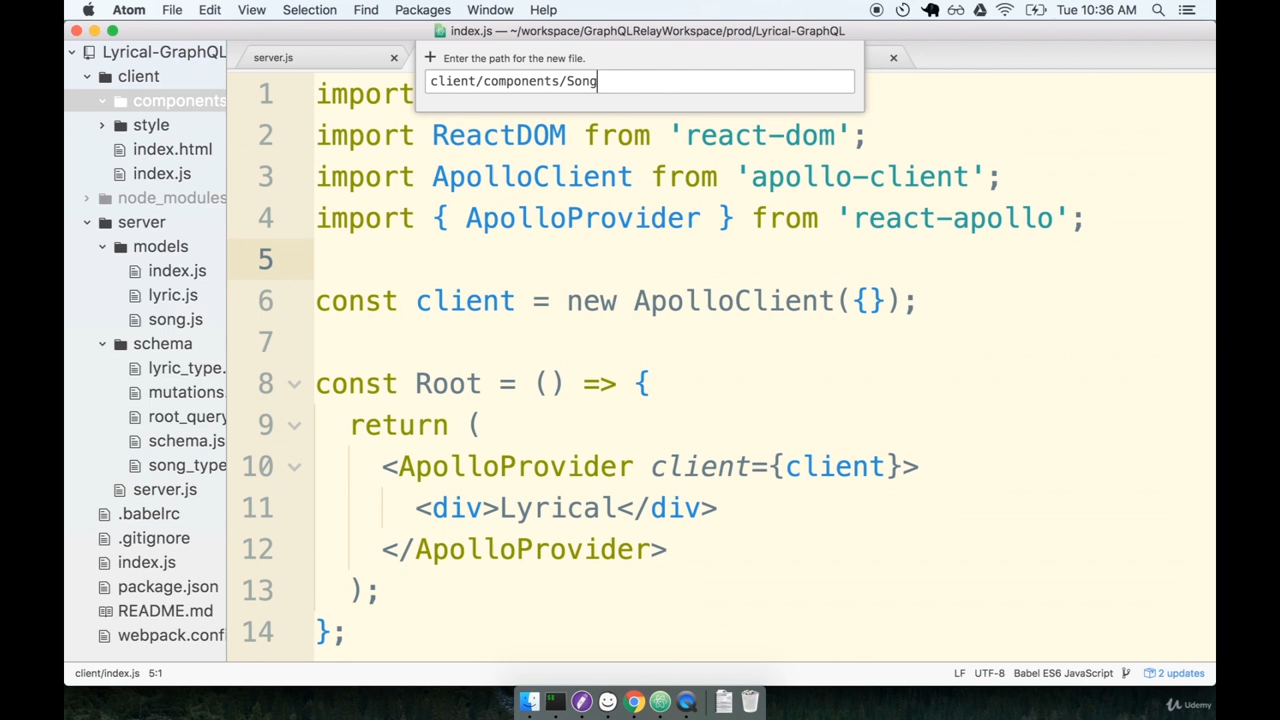 Atom File Edit View Selection Find Packages Window Help Tue 10:36 AM
index.js — ~/workspace/GraphQLRelayWorkspace/prod/Lyrical-GraphQL
Lyrical-GraphQL
client
components
style
index.html
index.js
node_modules
server
models
index.js
lyric.js
song.js
schema
lyric_type.
mutations.
root_query
schema.js
song_type
server.js
.babelrc
.gitignore
index.js
package.json
README.md
webpack.confi
server.js
Enter the path for the new file.
client/components/Song
1 import
2 import ReactDOM from 'react-dom';
3 import ApolloClient from 'apollo-client';
4 import { ApolloProvider } from 'react-apollo';
5
6 const client = new ApolloClient({});
7
8 const Root = () => {
9 return (
10 <ApolloProvider client={client}>
11 <div>Lyrical</div>
12 </ApolloProvider>
13 );
14 };
client/index.js 5:1 LF UTF-8 Babel ES6 JavaScript 2 updates
Udemy